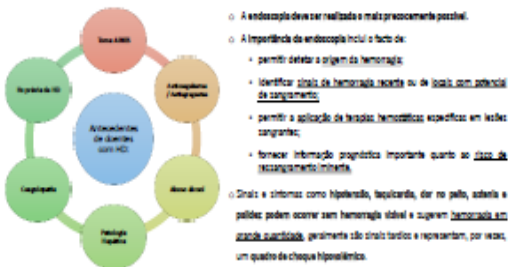 Toma AINES
Anticoagulantes
/ Antiagregantes
Abuso álcool
Patologia
Hepática
Coagulopatia
Hx prévia de HD
Antecedentes
de doentes
com HD:
○ A endoscopia deve ser realizada o mais precocemente possível.
○ A importância da endoscopia inclui o facto de:
• permitir detetar a origem da hemorragia;
• identificar sinais de hemorragia recente ou de locais com potencial
de sangramento;
• permitir a aplicação de terapias hemostáticas específicas em lesões
sangrantes;
• fornecer informação prognóstica importante quanto ao risco de
ressangramento iminente.
○ Sinais e sintomas como hipotensão, taquicardia, dor no peito, astenia e
palidez podem ocorrer sem hemorragia visível e sugerem hemorragia em
grande quantidade, geralmente são sinais tardios e representam, por vezes,
um quadro de choque hipovolémico.